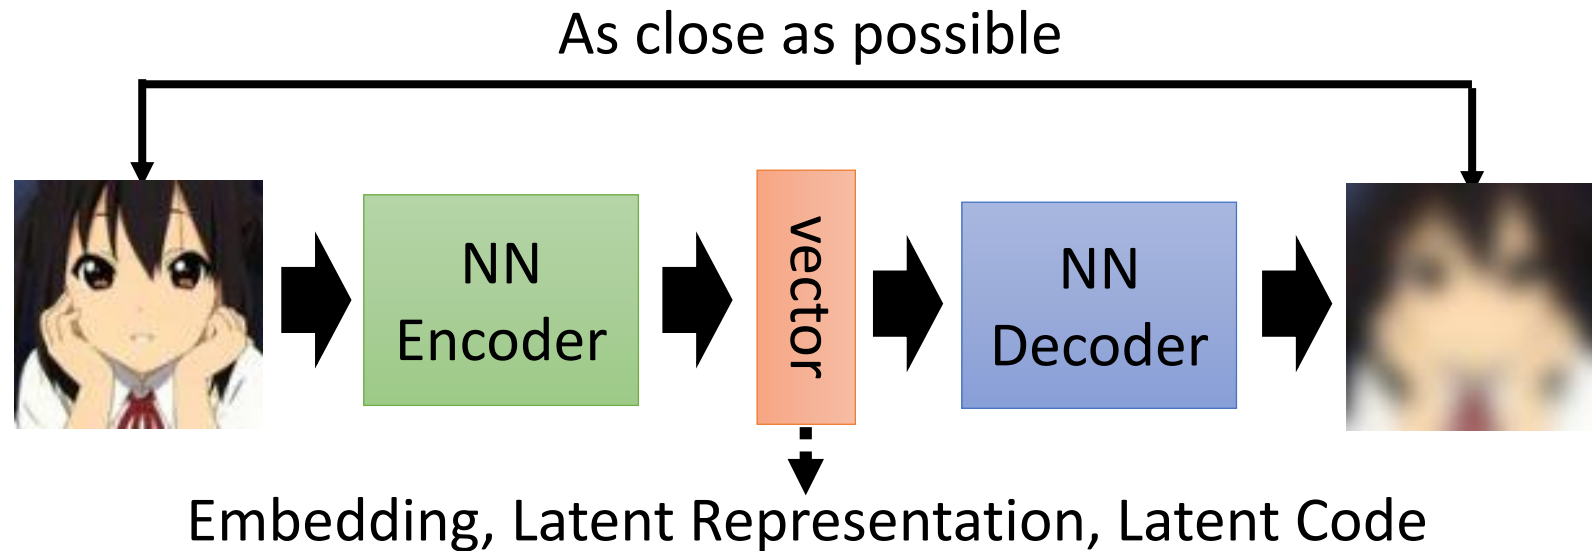 As close as possible
NN
Encoder
vector
NN
Decoder
Embedding, Latent Representation, Latent Code